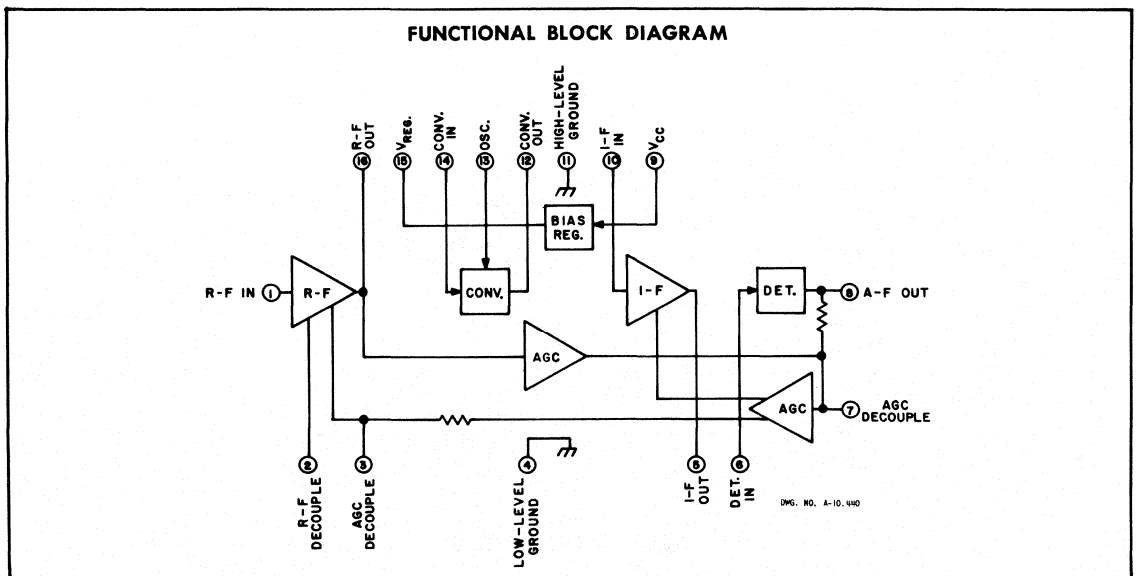 FUNCTIONAL BLOCK DIAGRAM
R-F
OUT
VREG.
CONV.
IN
OSC.
CONV.
OUT
HIGH-LEVEL
GROUND
I-F
IN
VCC
16
15
14
13
12
11
10
9
BIAS
REG.
R-F IN 1
R-F
CONV.
I-F
DET.
8 A-F OUT
AGC
AGC
7 AGC
DECOUPLE
2
3
4
5
6
R-F
DECOUPLE
AGC
DECOUPLE
LOW-LEVEL
GROUND
I-F
OUT
DET.
IN
DWG. NO. A-10,440